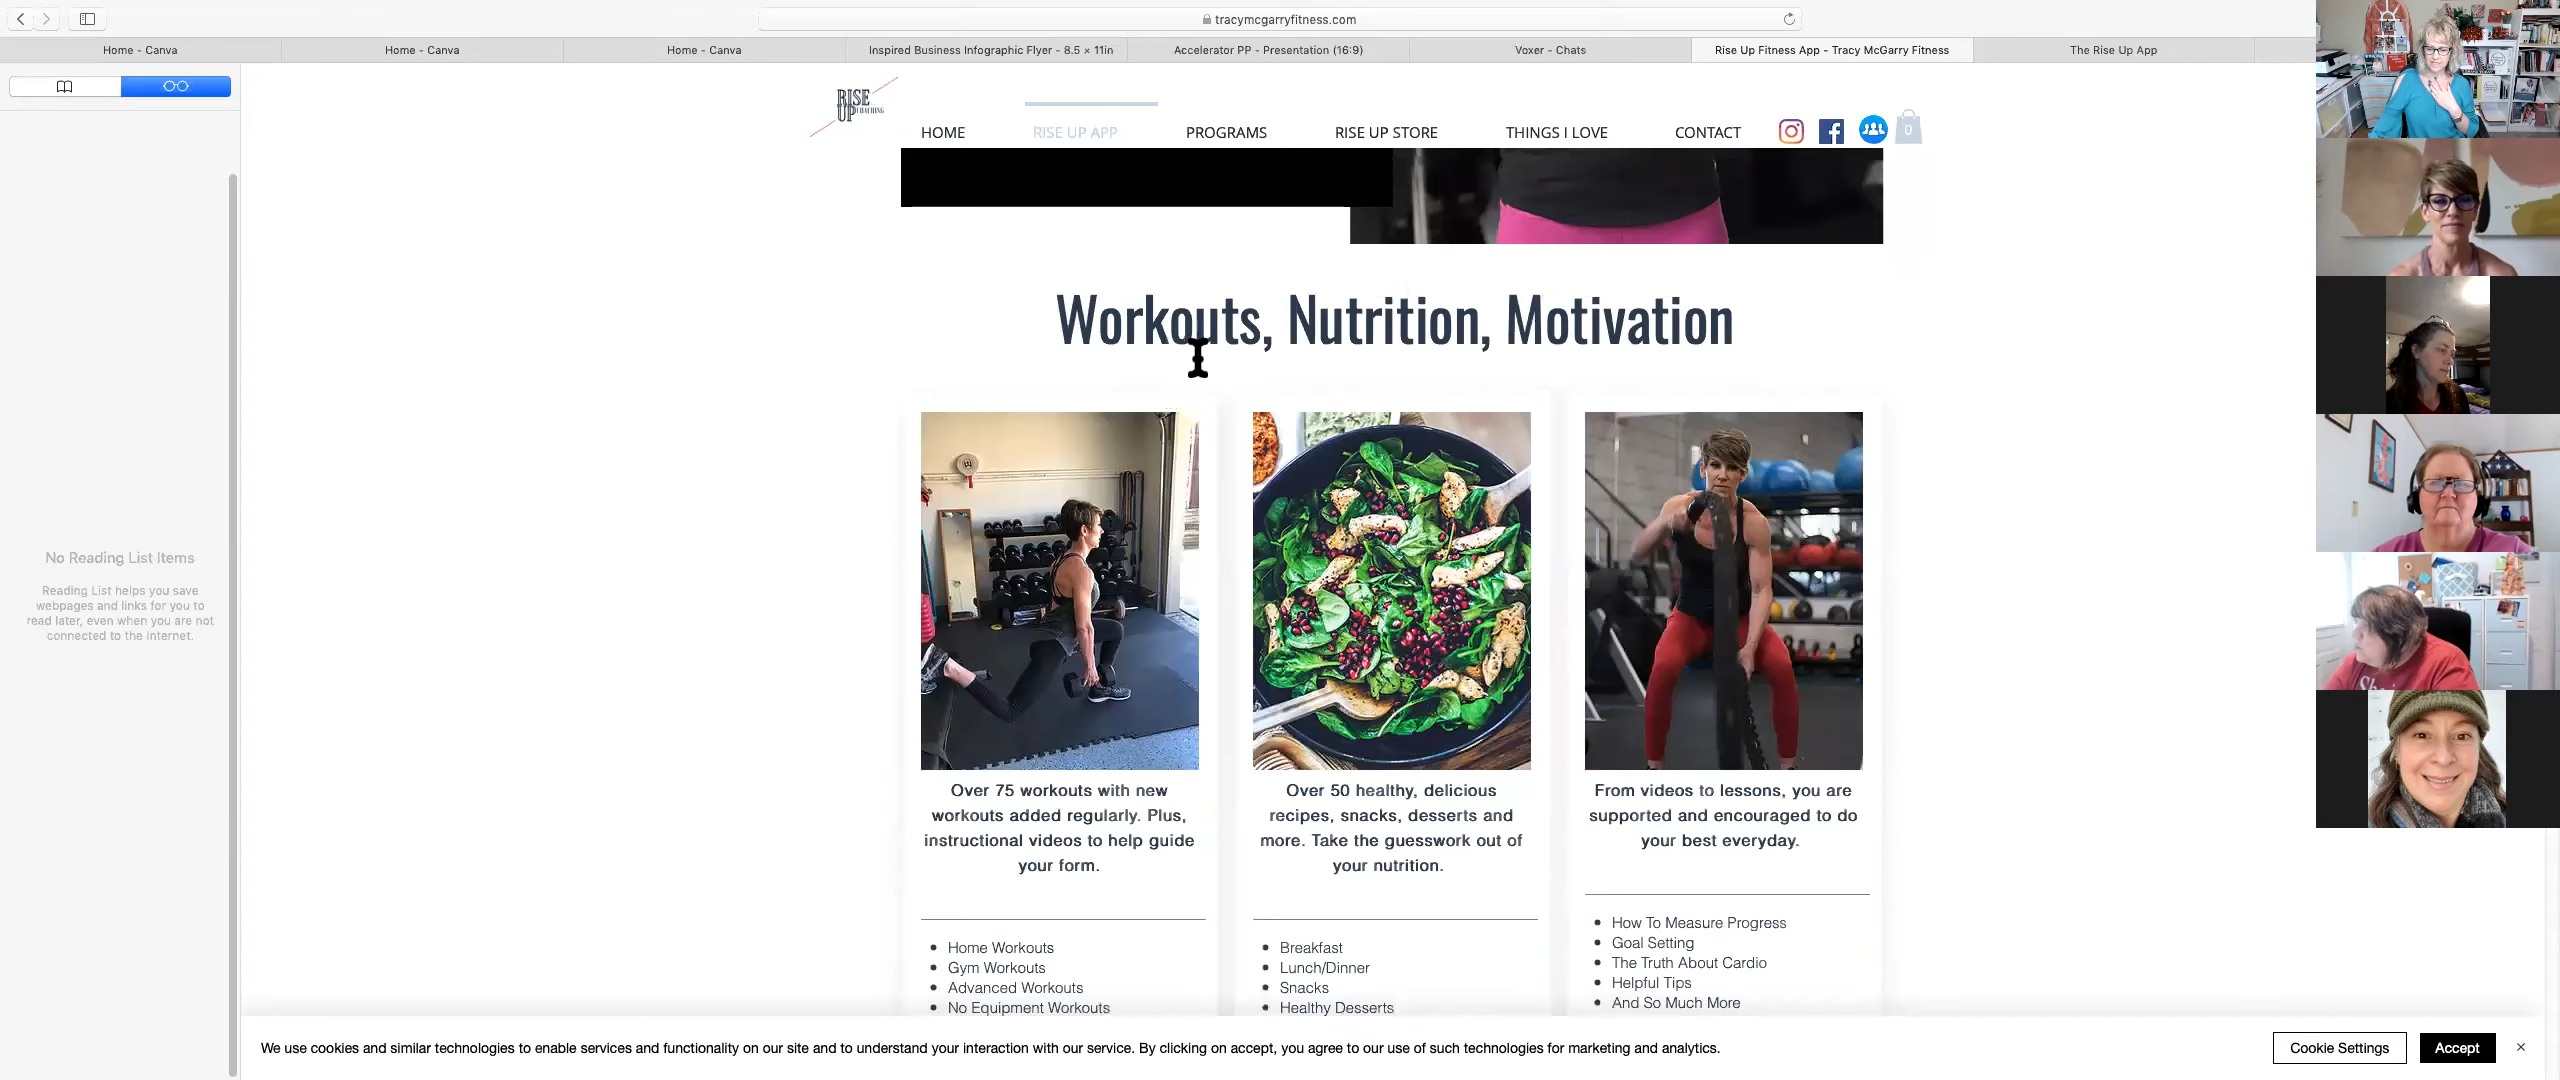 tracymcgarryfitness.com
Home - Canva
Home - Canva
Home - Canva
Inspired Business Infographic Flyer - 8.5 × 11in
Accelerator PP - Presentation (16:9)
Voxer - Chats
Rise Up Fitness App - Tracy McGarry Fitness
The Rise Up App
RISE
UP COACHING
HOME
RISE UP APP
PROGRAMS
RISE UP STORE
THINGS I LOVE
CONTACT
0
No Reading List Items
Reading List helps you save
webpages and links for you to
read later, even when you are not
connected to the internet.
Workouts, Nutrition, Motivation
Over 75 workouts with new
workouts added regularly. Plus,
instructional videos to help guide
your form.
Home Workouts
Gym Workouts
Advanced Workouts
No Equipment Workouts
Over 50 healthy, delicious
recipes, snacks, desserts and
more. Take the guesswork out of
your nutrition.
Breakfast
Lunch/Dinner
Snacks
Healthy Desserts
From videos to lessons, you are
supported and encouraged to do
your best everyday.
How To Measure Progress
Goal Setting
The Truth About Cardio
Helpful Tips
And So Much More
We use cookies and similar technologies to enable services and functionality on our site and to understand your interaction with our service. By clicking on accept, you agree to our use of such technologies for marketing and analytics.
Cookie Settings
Accept